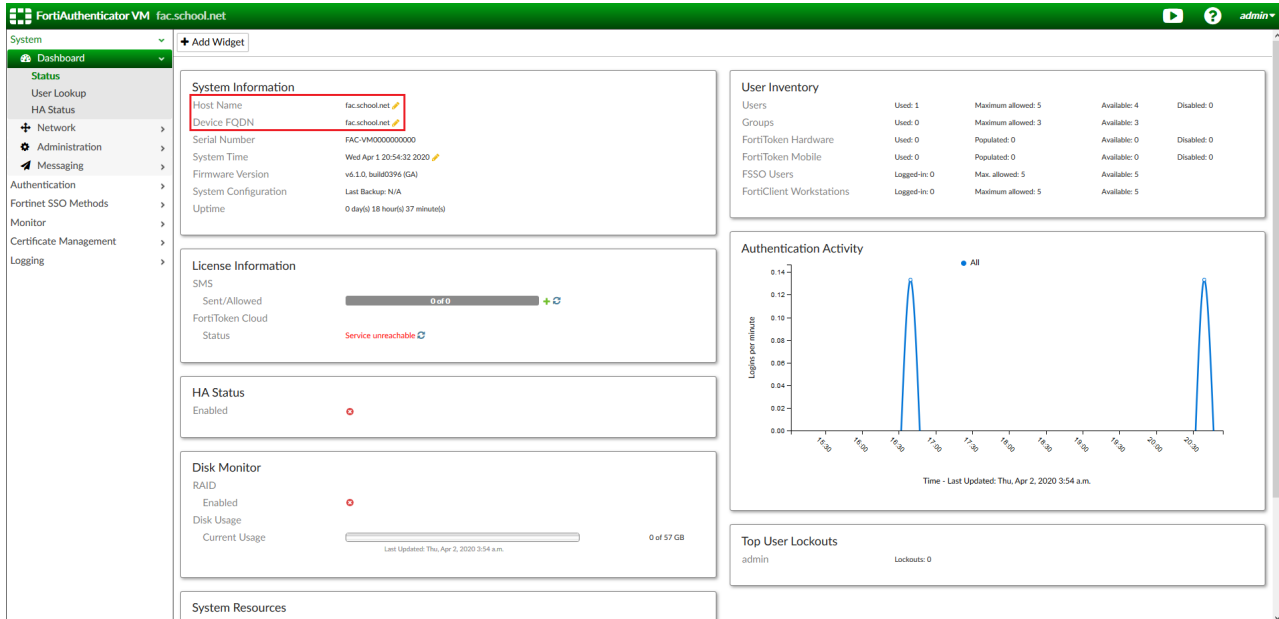 FortiAuthenticator VM fac.school.net admin
System
Dashboard
Status
User Lookup
HA Status
Network
Administration
Messaging
Authentication
Fortinet SSO Methods
Monitor
Certificate Management
Logging
Add Widget
System Information
Host Name fac.school.net
Device FQDN fac.school.net
Serial Number FAC-VM0000000000
System Time Wed Apr 1 20:54:32 2020
Firmware Version v6.1.0, build0396 (GA)
System Configuration Last Backup: N/A
Uptime 0 day(s) 18 hour(s) 37 minute(s)
License Information
SMS
Sent/Allowed 0 of 0
FortiToken Cloud
Status Service unreachable
HA Status
Enabled
Disk Monitor
RAID
Enabled
Disk Usage
Current Usage 0 of 57 GB
Last Updated: Thu, Apr 2, 2020 3:54 a.m.
System Resources
User Inventory
Users Used: 1 Maximum allowed: 5 Available: 4 Disabled: 0
Groups Used: 0 Maximum allowed: 3 Available: 3
FortiToken Hardware Used: 0 Populated: 0 Available: 0 Disabled: 0
FortiToken Mobile Used: 0 Populated: 0 Available: 0 Disabled: 0
FSSO Users Logged-in: 0 Max. allowed: 5 Available: 5
FortiClient Workstations Logged-in: 0 Maximum allowed: 5 Available: 5
Authentication Activity
All
0.14
0.12
0.10
0.08
0.06
0.04
0.02
0.00
Logins per minute
15:30 16:00 16:30 17:00 17:30 18:00 18:30 19:00 19:30 20:00 20:30
Time - Last Updated: Thu, Apr 2, 2020 3:54 a.m.
Top User Lockouts
admin Lockouts: 0